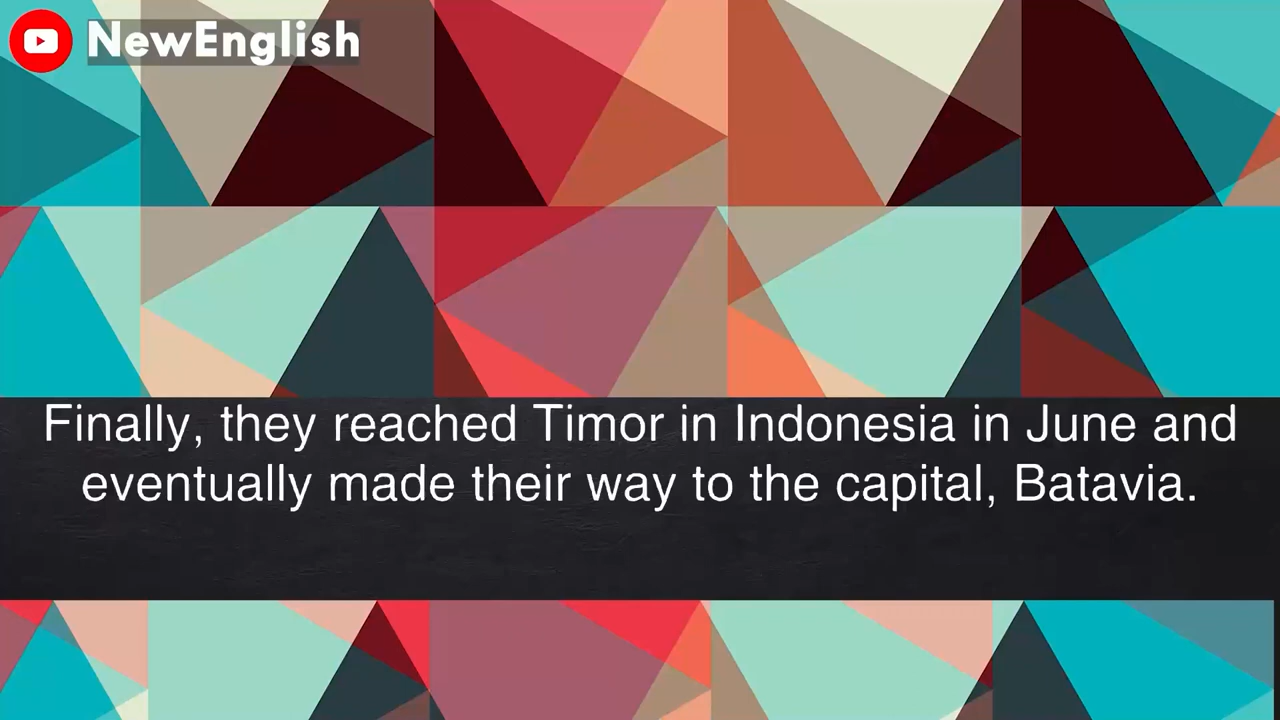 NewEnglish
Finally, they reached Timor in Indonesia in June and
eventually made their way to the capital, Batavia.